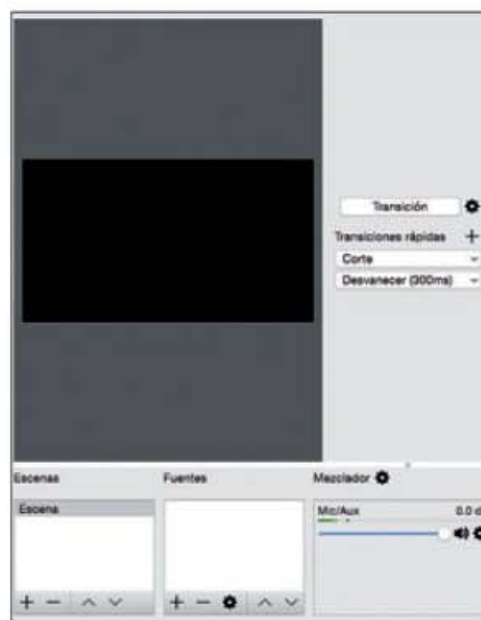 Transición
Transiciones rápidas
Corte
Desvanecer (300ms)
Escenas
Fuentes
Mezclador
Escena
Mic/Aux
0.0 d